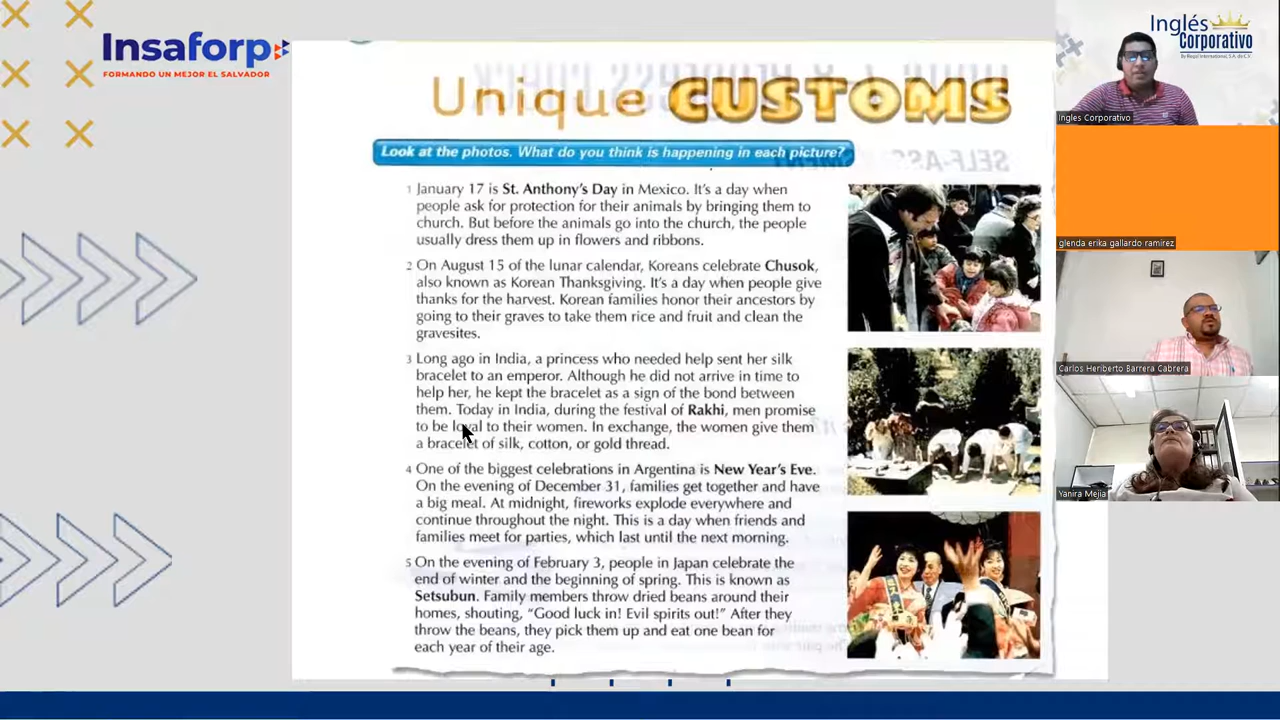 Insaforp
FORMANDO UN MEJOR EL SALVADOR
Unique CUSTOMS
Look at the photos. What do you think is happening in each picture?
1 January 17 is St. Anthony's Day in Mexico. It's a day when
people ask for protection for their animals by bringing them to
church. But before the animals go into the church, the people
usually dress them up in flowers and ribbons.
2 On August 15 of the lunar calendar, Koreans celebrate Chusok,
also known as Korean Thanksgiving. It's a day when people give
thanks for the harvest. Korean families honor their ancestors by
going to their graves to take them rice and fruit and clean the
gravesites.
3 Long ago in India, a princess who needed help sent her silk
bracelet to an emperor. Although he did not arrive in time to
help her, he kept the bracelet as a sign of the bond between
them. Today in India, during the festival of Rakhi, men promise
to be loyal to their women. In exchange, the women give them
a bracelet of silk, cotton, or gold thread.
4 One of the biggest celebrations in Argentina is New Year's Eve.
On the evening of December 31, families get together and have
a big meal. At midnight, fireworks explode everywhere and
continue throughout the night. This is a day when friends and
families meet for parties, which last until the next morning.
5 On the evening of February 3, people in Japan celebrate the
end of winter and the beginning of spring. This is known as
Setsubun. Family members throw dried beans around their
homes, shouting, "Good luck in! Evil spirits out!" After they
throw the beans, they pick them up and eat one bean for
each year of their age.
Inglés
Corporativo
Ingles Corporativo
glenda erika gallardo ramirez
Carlos Heriberto Barrera Cabrera
Yanira Mejia